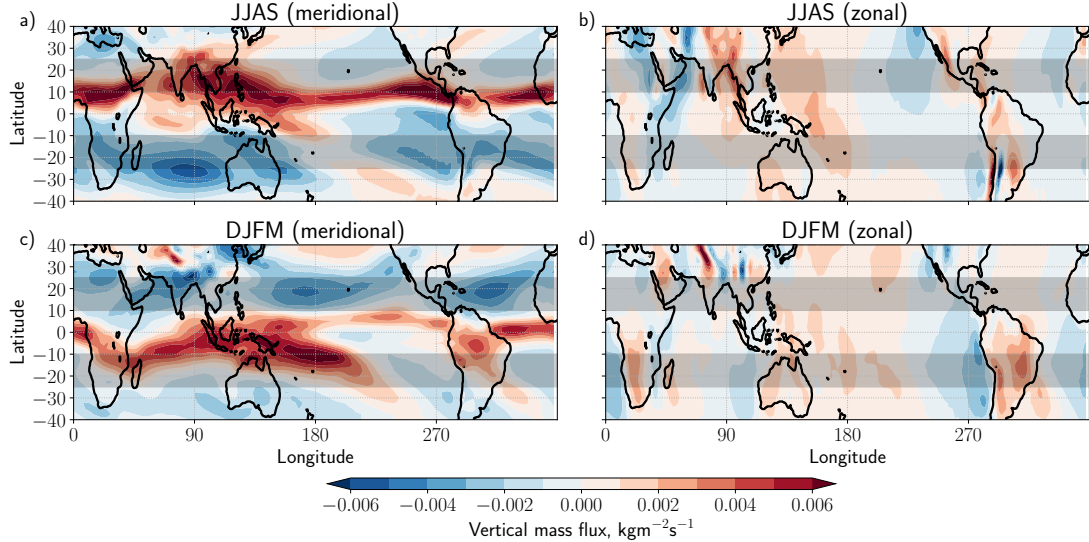 a) JJAS (meridional)
b) JJAS (zonal)
Latitude
40
30
20
10
0
−10
−20
−30
−40
c) DJFM (meridional)
d) DJFM (zonal)
Latitude
40
30
20
10
0
−10
−20
−30
−40
0 90 180 270
0 90 180 270
Longitude
Longitude
−0.006 −0.004 −0.002 0.000 0.002 0.004 0.006
Vertical mass flux, kgm⁻²s⁻¹